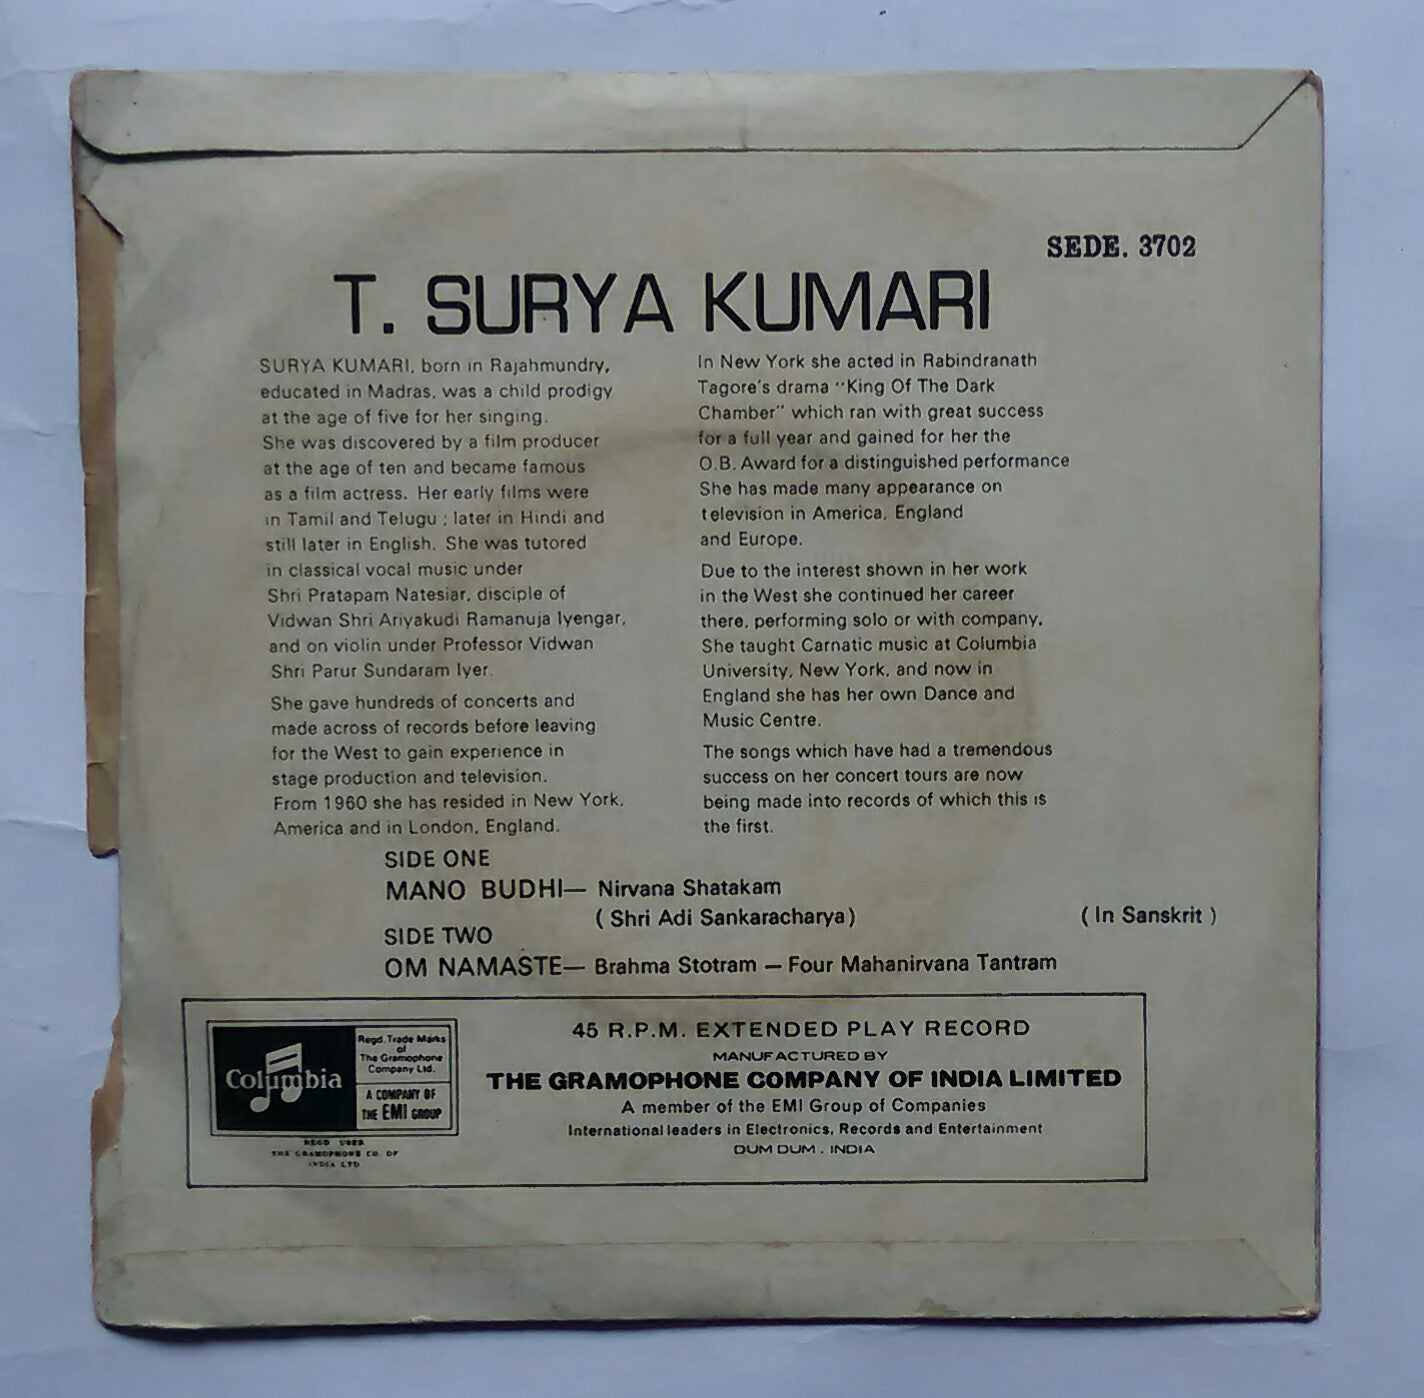 SEDE. 3702
T. SURYA KUMARI
SURYA KUMARI, born in Rajahmundry,
educated in Madras, was a child prodigy
at the age of five for her singing.
She was discovered by a film producer
at the age of ten and became famous
as a film actress. Her early films were
in Tamil and Telugu ; later in Hindi and
still later in English. She was tutored
in classical vocal music under
Shri Pratapam Natesiar, disciple of
Vidwan Shri Ariyakudi Ramanuja Iyengar,
and on violin under Professor Vidwan
Shri Parur Sundaram Iyer.
She gave hundreds of concerts and
made across of records before leaving
for the West to gain experience in
stage production and television.
From 1960 she has resided in New York,
America and in London, England.
In New York she acted in Rabindranath
Tagore's drama "King Of The Dark
Chamber" which ran with great success
for a full year and gained for her the
O.B. Award for a distinguished performance
She has made many appearance on
television in America, England
and Europe.
Due to the interest shown in her work
in the West she continued her career
there, performing solo or with company,
She taught Carnatic music at Columbia
University, New York, and now in
England she has her own Dance and
Music Centre.
The songs which have had a tremendous
success on her concert tours are now
being made into records of which this is
the first.
SIDE ONE
MANO BUDHI— Nirvana Shatakam
( Shri Adi Sankaracharya) ( In Sanskrit )
SIDE TWO
OM NAMASTE— Brahma Stotram — Four Mahanirvana Tantram
Columbia
Regd. Trade Marks
of
The Gramophone
Company Ltd.
A COMPANY OF
THE EMI GROUP
REGD USER
THE GRAMOPHONE CO. OF
INDIA LTD
45 R.P.M. EXTENDED PLAY RECORD
MANUFACTURED BY
THE GRAMOPHONE COMPANY OF INDIA LIMITED
A member of the EMI Group of Companies
International leaders in Electronics, Records and Entertainment
DUM DUM . INDIA